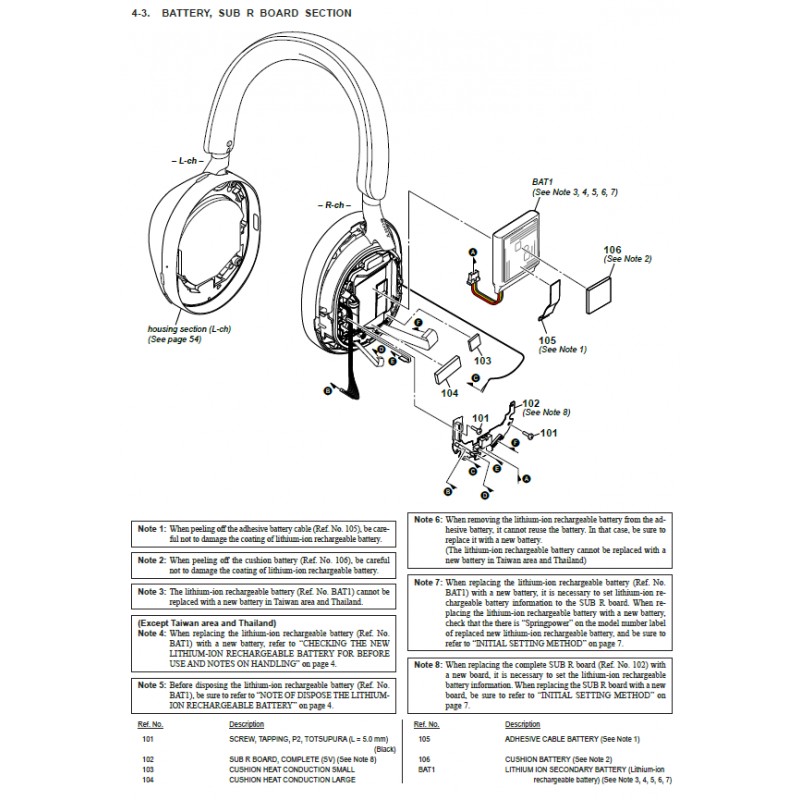 4-3. BATTERY, SUB R BOARD SECTION
– L-ch –
– R-ch –
BAT1
(See Note 3, 4, 5, 6, 7)
106
(See Note 2)
A
housing section (L-ch)
(See page 54)
105
(See Note 1)
F
103
D
E
104
C
B
101
102
(See Note 8)
101
F
C
E
A
B
D
Note 1: When peeling off the adhesive battery cable (Ref. No. 105), be care-
ful not to damage the coating of lithium-ion rechargeable battery.
Note 2: When peeling off the cushion battery (Ref. No. 106), be careful
not to damage the coating of lithium-ion rechargeable battery.
Note 3: The lithium-ion rechargeable battery (Ref. No. BAT1) cannot be
replaced with a new battery in Taiwan area and Thailand.
(Except Taiwan area and Thailand)
Note 4: When replacing the lithium-ion rechargeable battery (Ref. No.
BAT1) with a new battery, refer to “CHECKING THE NEW
LITHIUM-ION RECHARGEABLE BATTERY FOR BEFORE
USE AND NOTES ON HANDLING” on page 4.
Note 5: Before disposing the lithium-ion rechargeable battery (Ref. No.
BAT1), be sure to refer to “NOTE OF DISPOSE THE LITHIUM-
ION RECHARGEABLE BATTERY” on page 4.
Note 6: When removing the lithium-ion rechargeable battery from the ad-
hesive battery, it cannot reuse the battery. In that case, be sure to
replace it with a new battery.
(The lithium-ion rechargeable battery cannot be replaced with a
new battery in Taiwan area and Thailand)
Note 7: When replacing the lithium-ion rechargeable battery (Ref. No.
BAT1) with a new battery, it is necessary to set lithium-ion re-
chargeable battery information to the SUB R board. When re-
placing the lithium-ion rechargeable battery with a new battery,
check that the there is “Springpower” on the model number label
of replaced new lithium-ion rechargeable battery, and be sure to
refer to “INITIAL SETTING METHOD” on page 7.
Note 8: When replacing the complete SUB R board (Ref. No. 102) with
a new board, it is necessary to set the lithium-ion rechargeable
battery information. When replacing the SUB R board with a new
board, be sure to refer to “INITIAL SETTING METHOD” on
page 7.
Ref. No. Description
101 SCREW, TAPPING, P2, TOTSUPURA (L = 5.0 mm)
(Black)
102 SUB R BOARD, COMPLETE (SV) (See Note 8)
103 CUSHION HEAT CONDUCTION SMALL
104 CUSHION HEAT CONDUCTION LARGE
Ref. No. Description
105 ADHESIVE CABLE BATTERY (See Note 1)
106 CUSHION BATTERY (See Note 2)
BAT1 LITHIUM ION SECONDARY BATTERY (Lithium-ion
rechargeable battery) (See Note 3, 4, 5, 6, 7)